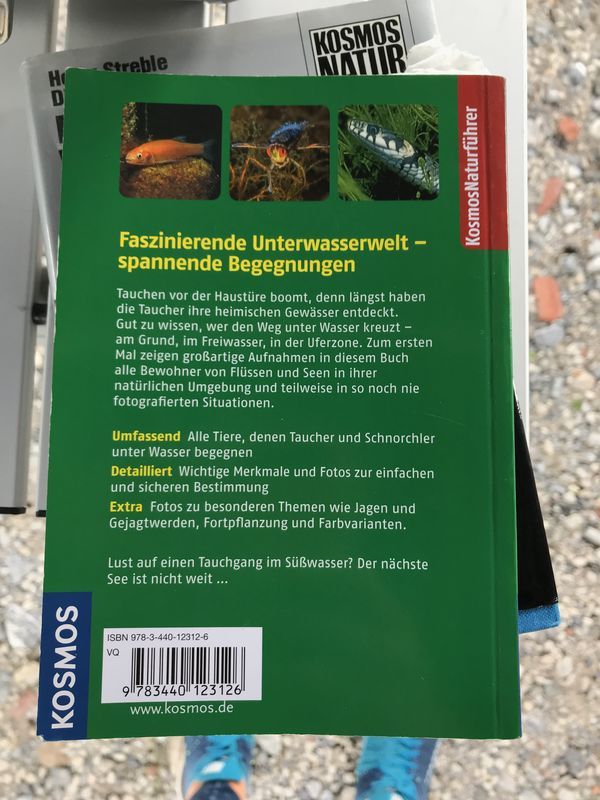 Streble
KOSMOS
NATUR
KosmosNaturführer
Faszinierende Unterwasserwelt –
spannende Begegnungen
Tauchen vor der Haustüre boomt, denn längst haben
die Taucher ihre heimischen Gewässer entdeckt.
Gut zu wissen, wer den Weg unter Wasser kreuzt –
am Grund, im Freiwasser, in der Uferzone. Zum ersten
Mal zeigen großartige Aufnahmen in diesem Buch
alle Bewohner von Flüssen und Seen in ihrer
natürlichen Umgebung und teilweise in so noch nie
fotografierten Situationen.
Umfassend Alle Tiere, denen Taucher und Schnorchler
unter Wasser begegnen
Detailliert Wichtige Merkmale und Fotos zur einfachen
und sicheren Bestimmung
Extra Fotos zu besonderen Themen wie Jagen und
Gejagtwerden, Fortpflanzung und Farbvarianten.
Lust auf einen Tauchgang im Süßwasser? Der nächste
See ist nicht weit ...
KOSMOS
ISBN 978-3-440-12312-6
VQ
9 783440 123126
www.kosmos.de